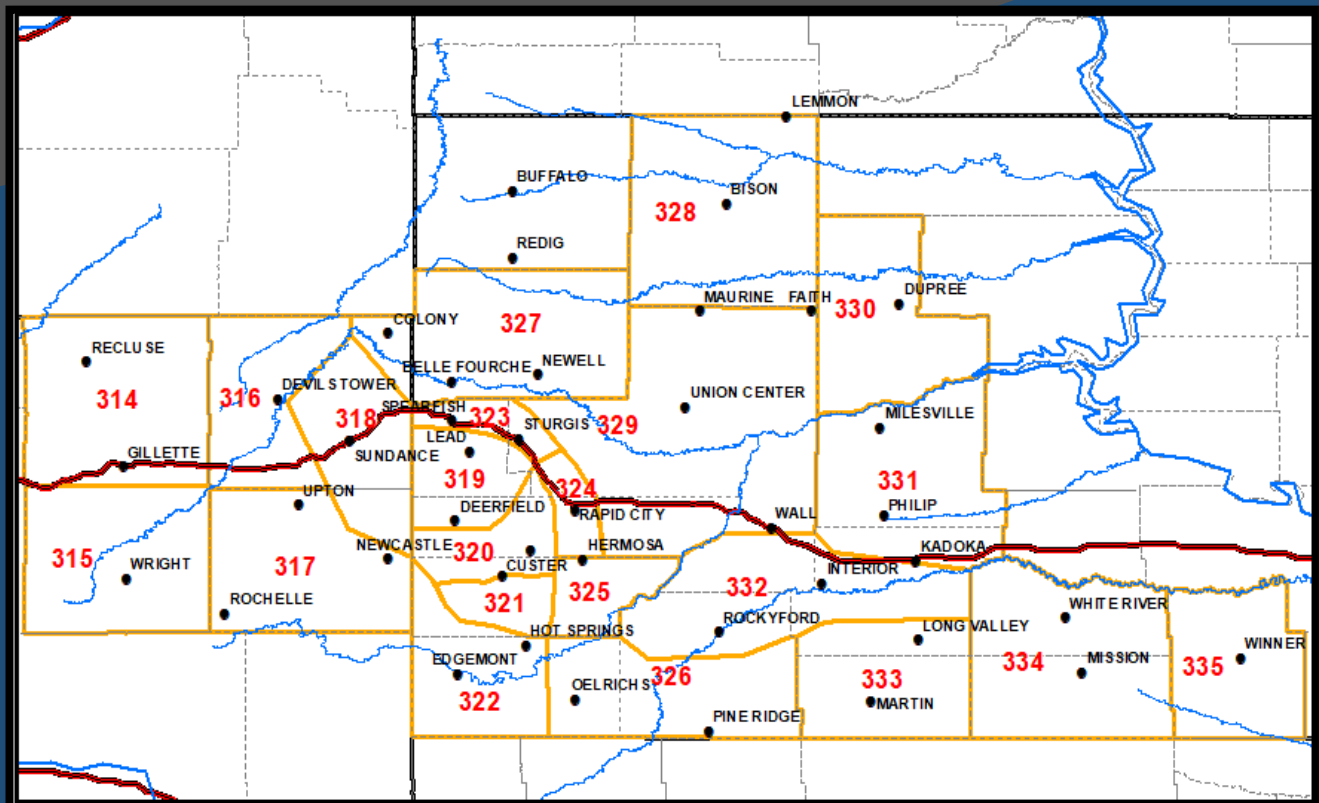 LEMMON
BUFFALO
BISON
328
REDIG
DUPREE
MAURINE
FAITH
330
COLONY
327
RECLUSE
BELLE FOURCHE
NEWELL
DEVILS TOWER
316
314
UNION CENTER
SPEARFISH
323
MILESVILLE
318
STURGIS
329
LEAD
SUNDANCE
GILLETTE
319
324
331
UPTON
DEERFIELD
RAPID CITY
WALL
PHILIP
NEWCASTLE
320
HERMOSA
KADOKA
315
WRIGHT
317
CUSTER
INTERIOR
325
332
321
ROCHELLE
WHITE RIVER
ROCKYFORD
LONG VALLEY
HOT SPRINGS
WINNER
EDGEMONT
334
MISSION
335
OELRICHS
326
333
322
MARTIN
PINE RIDGE